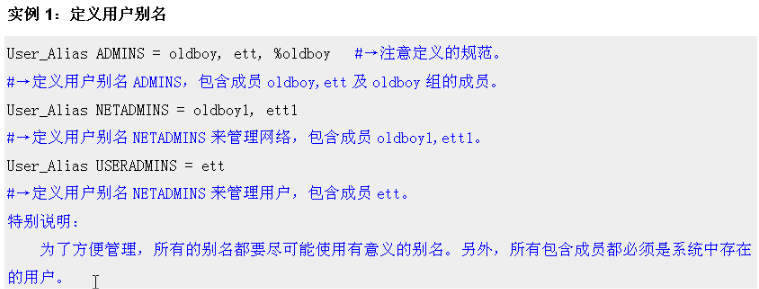 实例 1：定义用户别名
User_Alias ADMINS = oldboy, ett, %oldboy #→注意定义的规范。
#→定义用户别名 ADMINS，包含成员 oldboy,ett 及 oldboy 组的成员。
User_Alias NETADMINS = oldboy1, ett1
#→定义用户别名 NETADMINS 来管理网络，包含成员 oldboy1,ett1。
User_Alias USERADMINS = ett
#→定义用户别名 NETADMINS 来管理用户，包含成员 ett。
特别说明：
为了方便管理，所有的别名都要尽可能使用有意义的别名。另外，所有包含成员都必须是系统中存在
的用户。